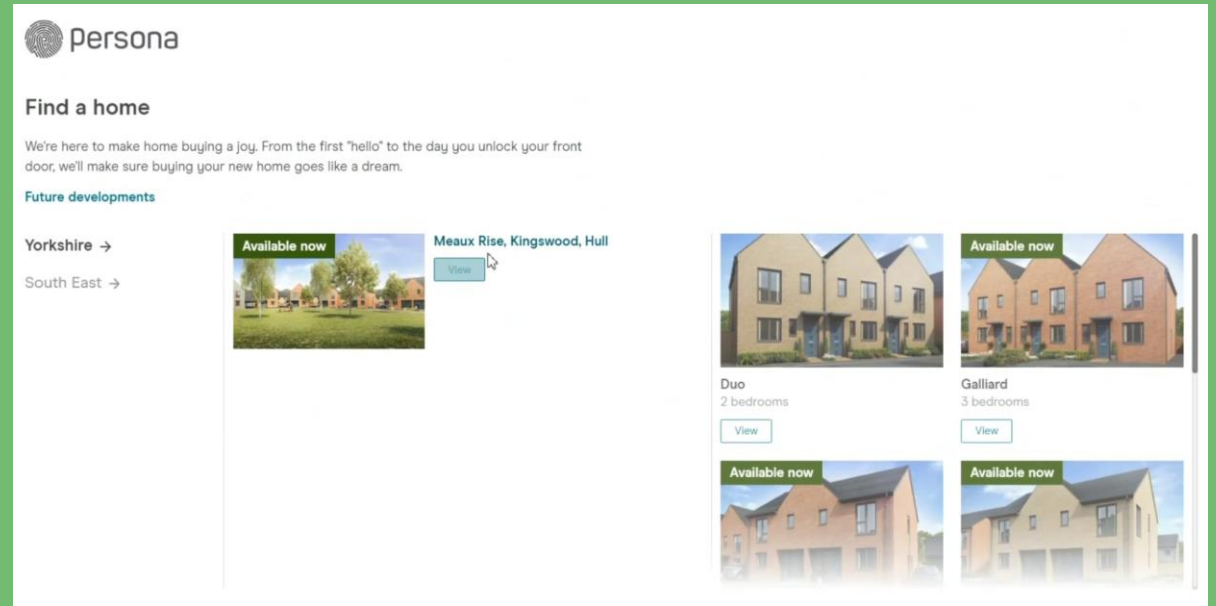 Persona
Find a home
We're here to make home buying a joy. From the first "hello" to the day you unlock your front
door, we'll make sure buying your new home goes like a dream.
Future developments
Yorkshire →
South East →
Available now
Meaux Rise, Kingswood, Hull
View
Duo
2 bedrooms
View
Available now
Galliard
3 bedrooms
View
Available now
Available now